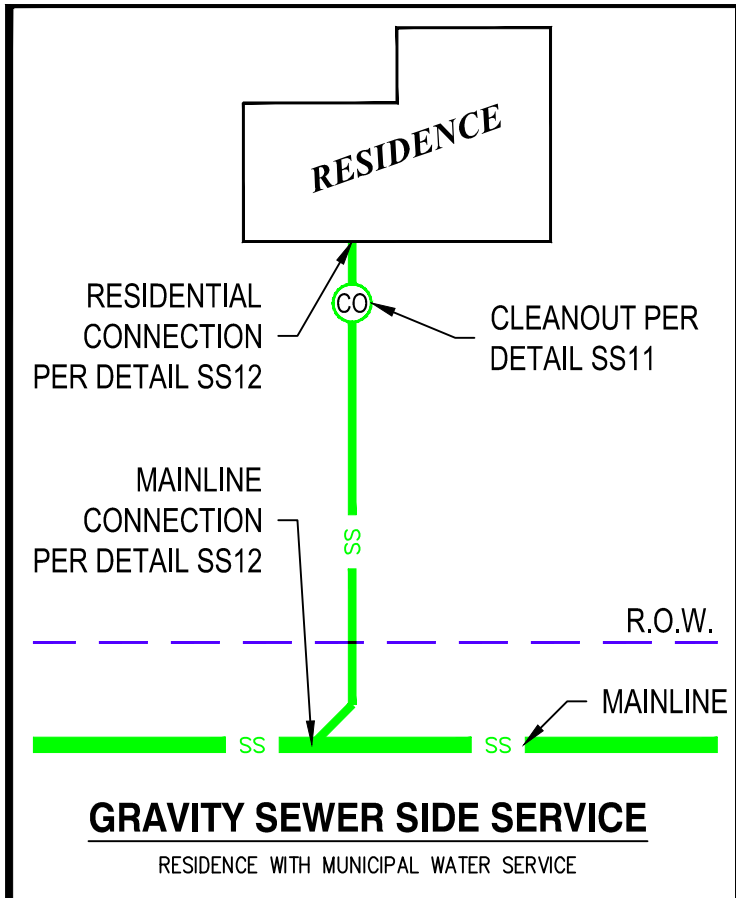 RESIDENCE
RESIDENTIAL
CONNECTION
PER DETAIL SS12
CO
CLEANOUT PER
DETAIL SS11
MAINLINE
CONNECTION
PER DETAIL SS12
SS
R.O.W.
MAINLINE
SS
SS
GRAVITY SEWER SIDE SERVICE
RESIDENCE WITH MUNICIPAL WATER SERVICE